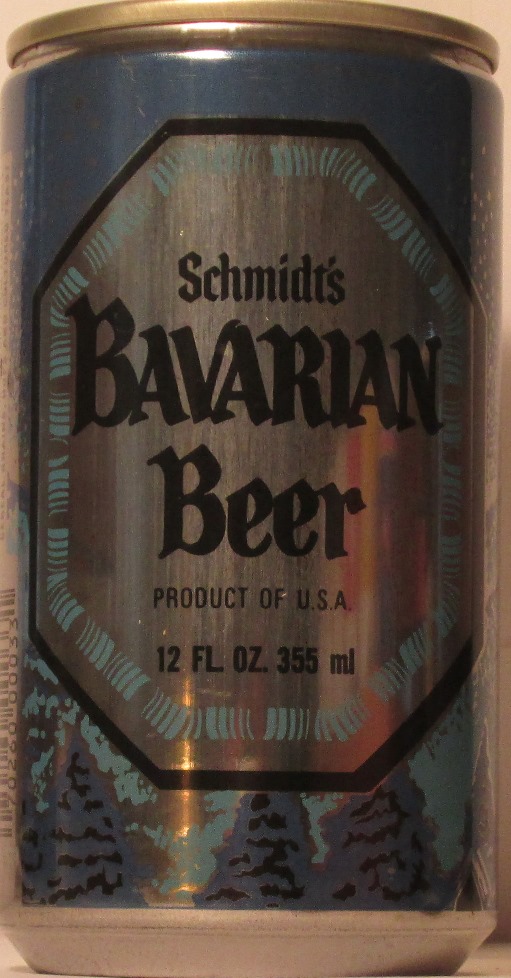 Schmidt's
BAVARIAN
Beer
PRODUCT OF U.S.A.
12 FL. OZ. 355 ml